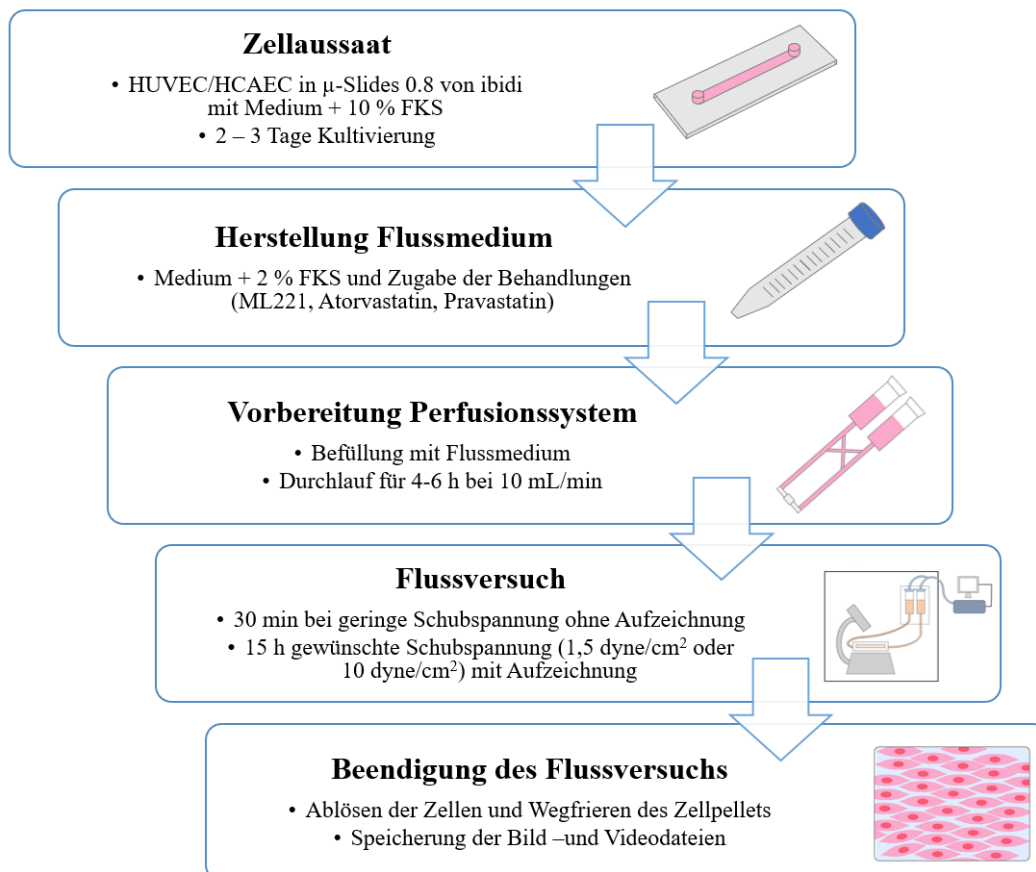 Zellaussaat
• HUVEC/HCAEC in µ-Slides 0.8 von ibidi
mit Medium + 10 % FKS
• 2 – 3 Tage Kultivierung
Herstellung Flussmedium
• Medium + 2 % FKS und Zugabe der Behandlungen
(ML221, Atorvastatin, Pravastatin)
Vorbereitung Perfusionssystem
• Befüllung mit Flussmedium
• Durchlauf für 4-6 h bei 10 mL/min
Flussversuch
• 30 min bei geringe Schubspannung ohne Aufzeichnung
• 15 h gewünschte Schubspannung (1,5 dyne/cm² oder
10 dyne/cm²) mit Aufzeichnung
Beendigung des Flussversuchs
• Ablösen der Zellen und Wegfrieren des Zellpellets
• Speicherung der Bild –und Videodateien